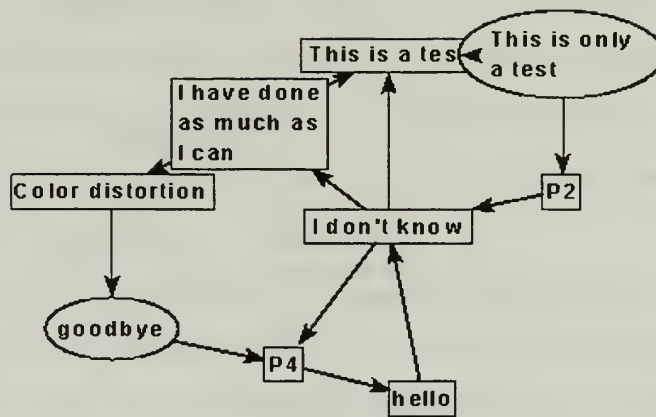 This is a tes
This is only
a test
I have done
as much as
I can
Color distortion
P2
I don't know
goodbye
P4
hello